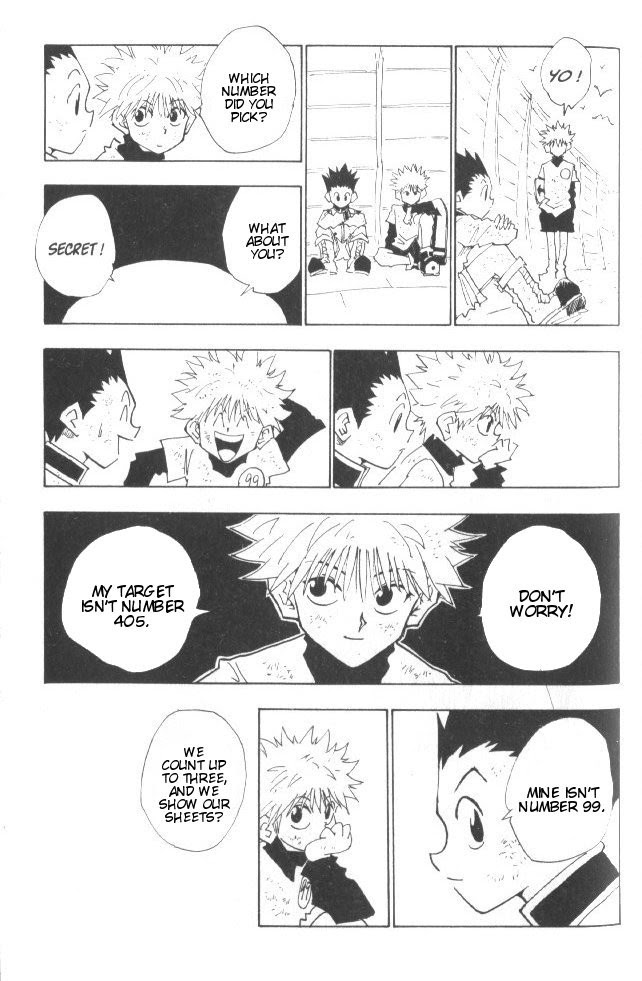 YO!
WHICH
NUMBER
DID YOU
PICK?
WHAT
ABOUT
YOU?
SECRET!
99
DON'T
WORRY!
MY TARGET
ISN'T NUMBER
405.
MINE ISN'T
NUMBER 99.
WE
COUNT UP
TO THREE,
AND WE
SHOW OUR
SHEETS?